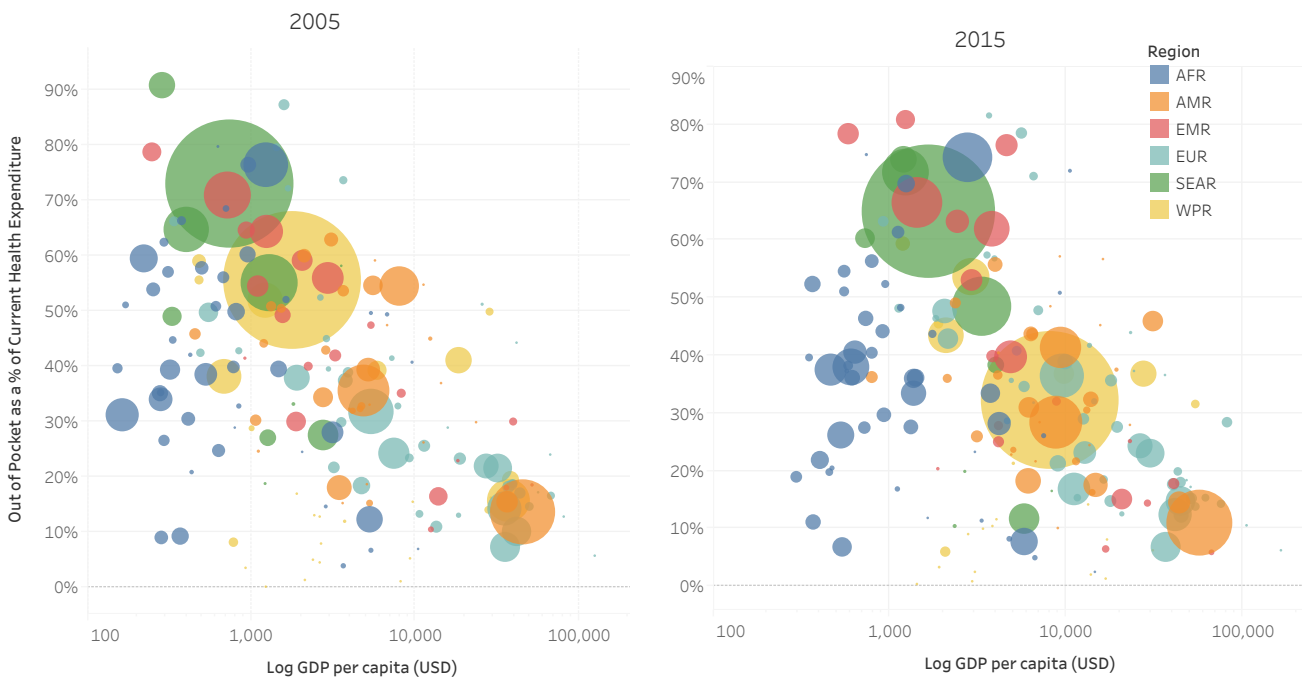 2005
Out of Pocket as a % of Current Health Expenditure
90%
80%
70%
60%
50%
40%
30%
20%
10%
0%
100 1,000 10,000 100,000
Log GDP per capita (USD)
2015
90%
80%
70%
60%
50%
40%
30%
20%
10%
0%
100 1,000 10,000 100,000
Log GDP per capita (USD)
Region
AFR
AMR
EMR
EUR
SEAR
WPR